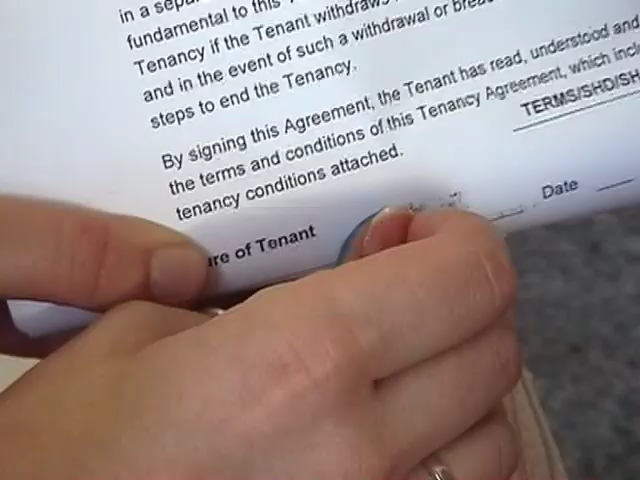 in a sepa
fundamental to this
Tenancy if the Tenant withdraws
and in the event of such a withdrawal or brea
steps to end the Tenancy.
By signing this Agreement, the Tenant has read, understood and
the terms and conditions of this Tenancy Agreement, which incl
tenancy conditions attached.
TERMS/SHD/SH
ure of Tenant
Date